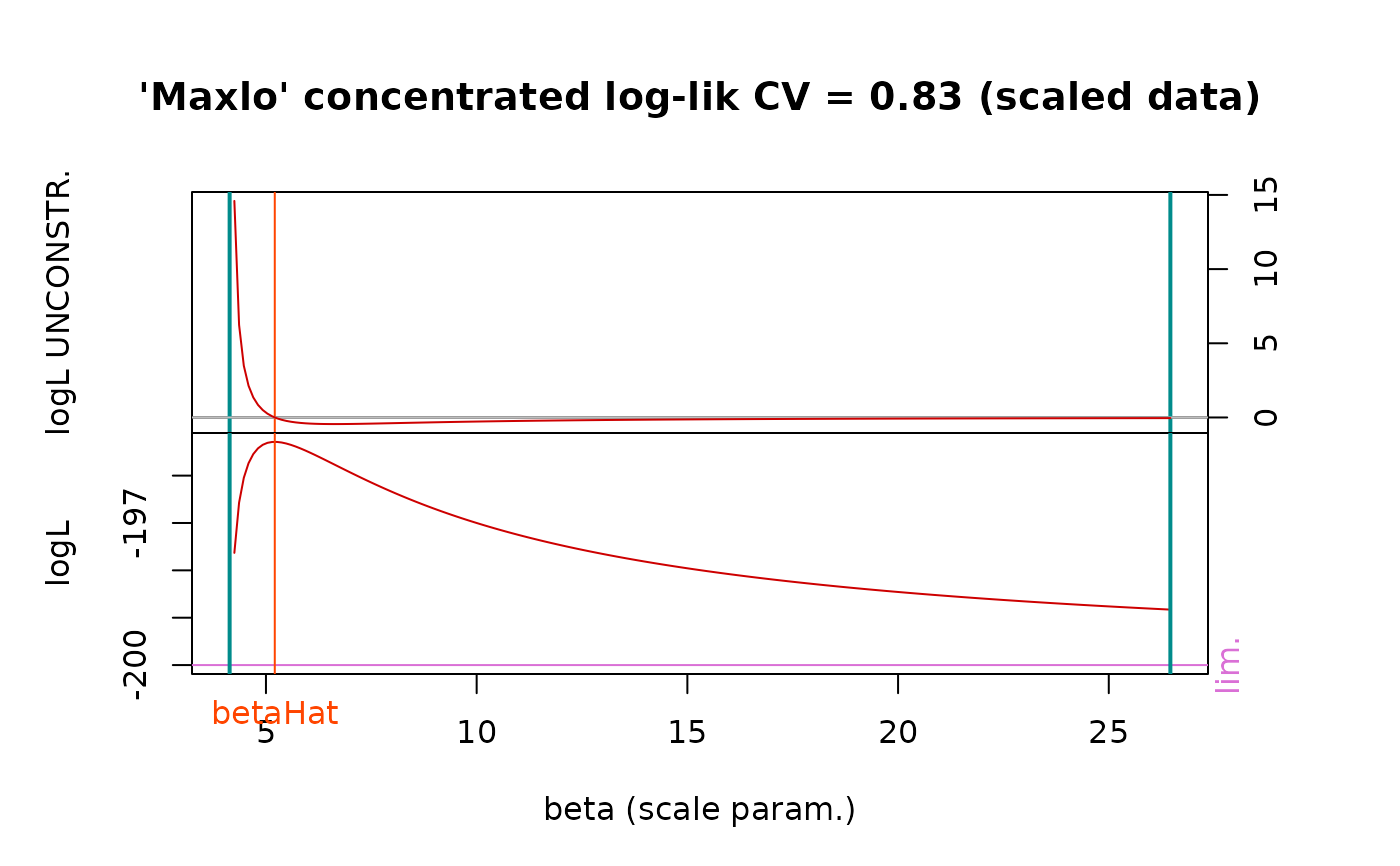 'Maxlo' concentrated log-lik CV = 0.83 (scaled data)
logL UNCONSTR.
15
10
5
0
logL
-197
-200
lim.
betaHat
5 10 15 20 25
beta (scale param.)